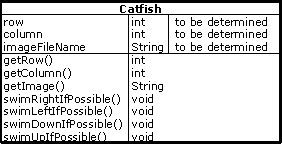 Catfish
row int to be determined
column int to be determined
imageFileName String to be determined
getRow() int
getColumn() int
getImage() String
swimRightIfPossible() void
swimLeftIfPossible() void
swimDownIfPossible() void
swimUpIfPossible() void